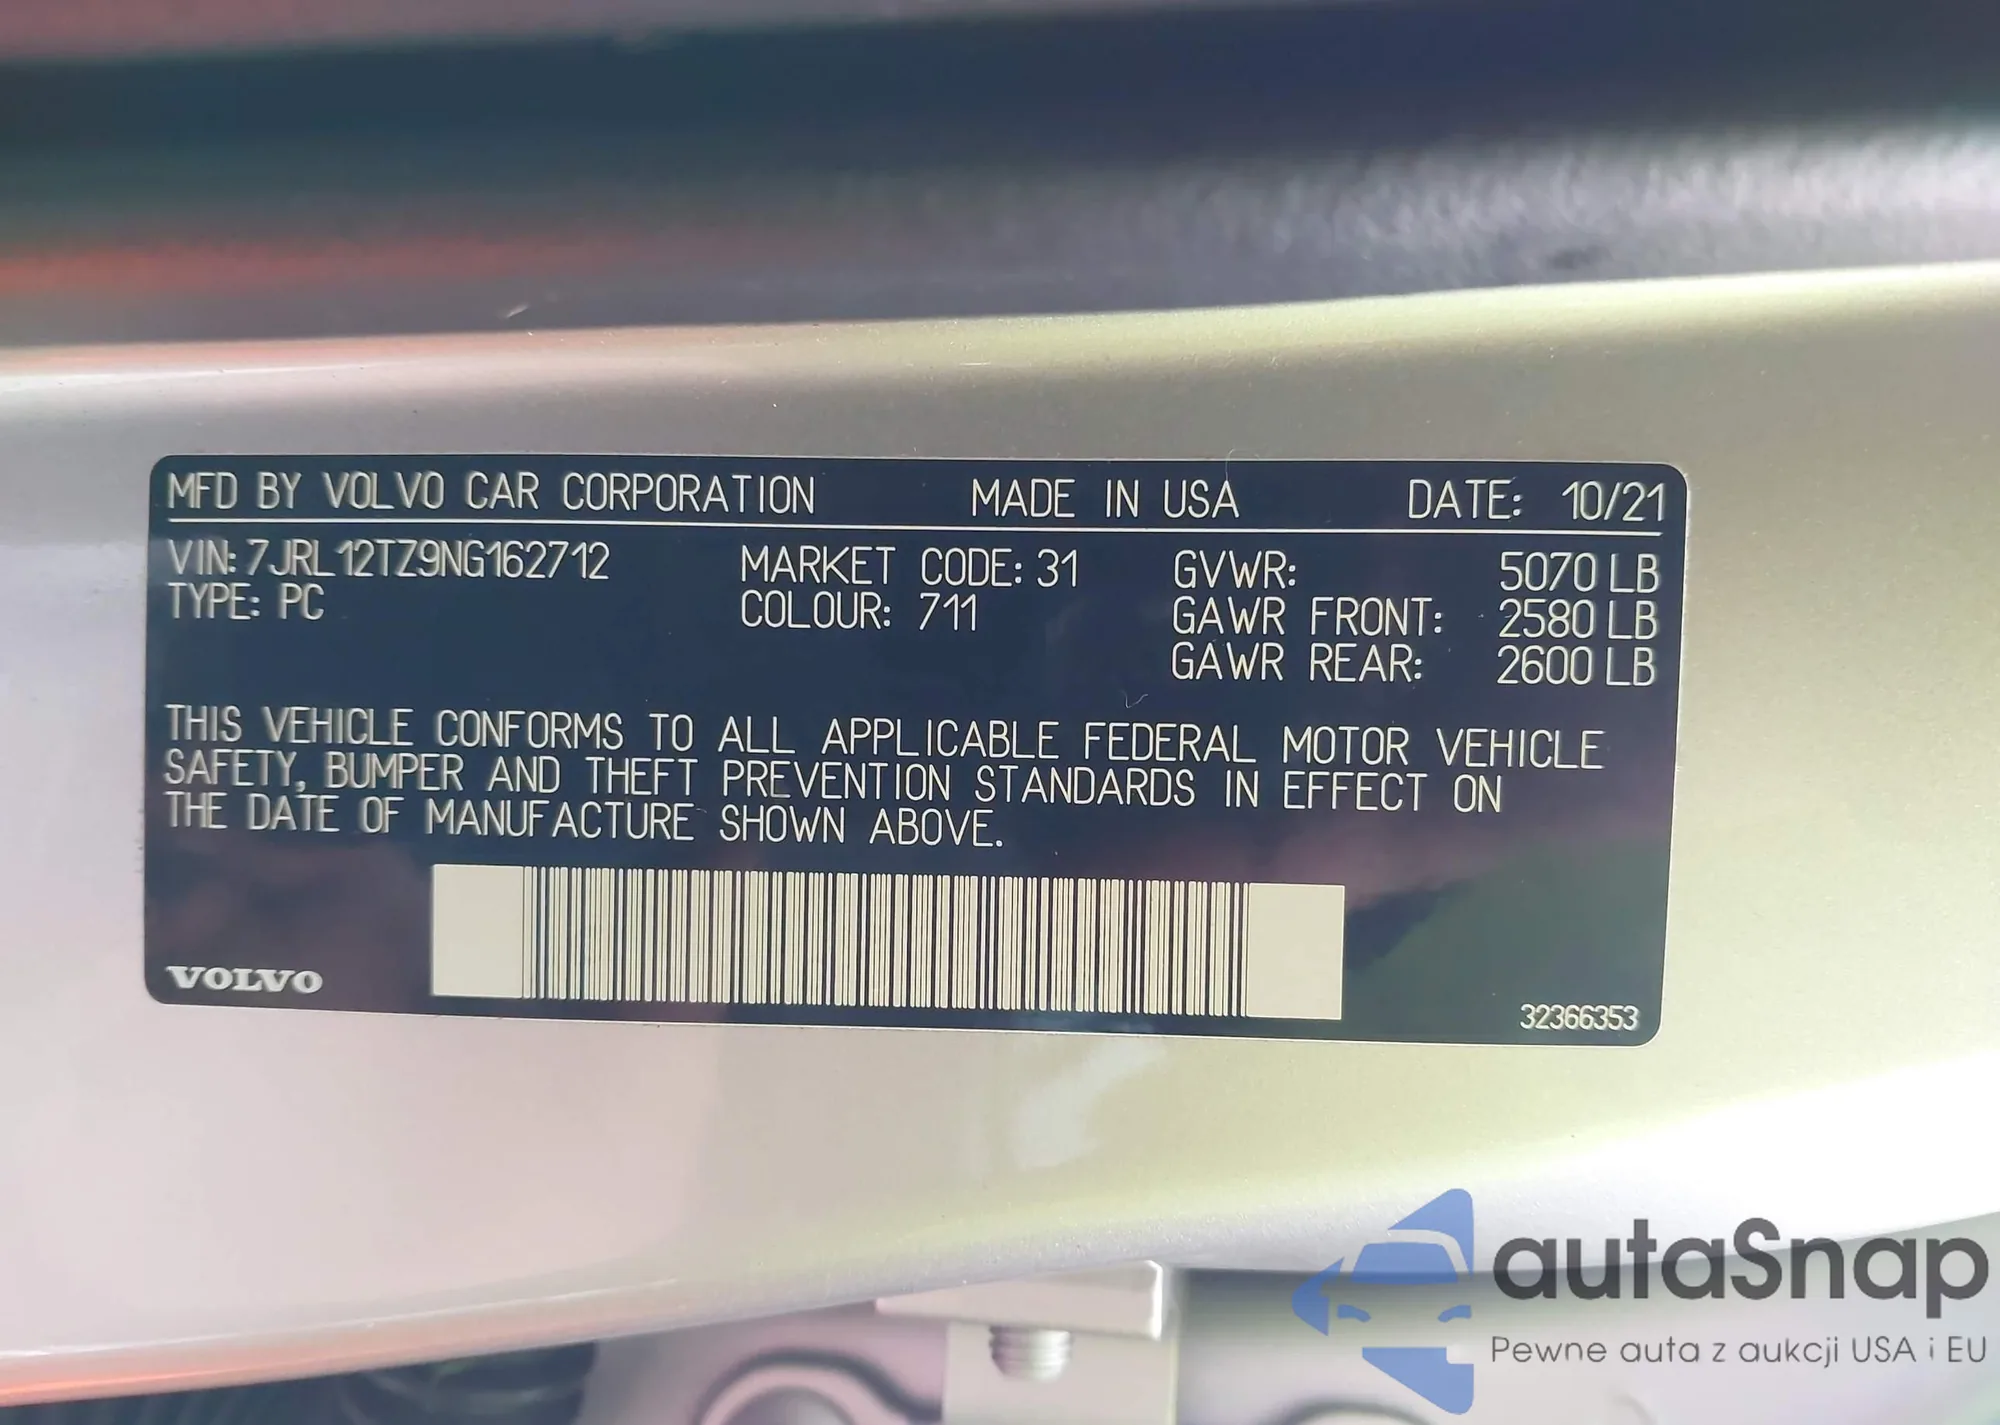 MFD BY VOLVO CAR CORPORATION MADE IN USA DATE: 10/21
VIN: 7JRL12TZ9NG162712 MARKET CODE: 31 GVWR: 5070 LB
TYPE: PC COLOUR: 711 GAWR FRONT: 2580 LB
GAWR REAR: 2600 LB
THIS VEHICLE CONFORMS TO ALL APPLICABLE FEDERAL MOTOR VEHICLE
SAFETY, BUMPER AND THEFT PREVENTION STANDARDS IN EFFECT ON
THE DATE OF MANUFACTURE SHOWN ABOVE.
VOLVO
32366353
autaSnap
Pewne auta z aukcji USA i EU